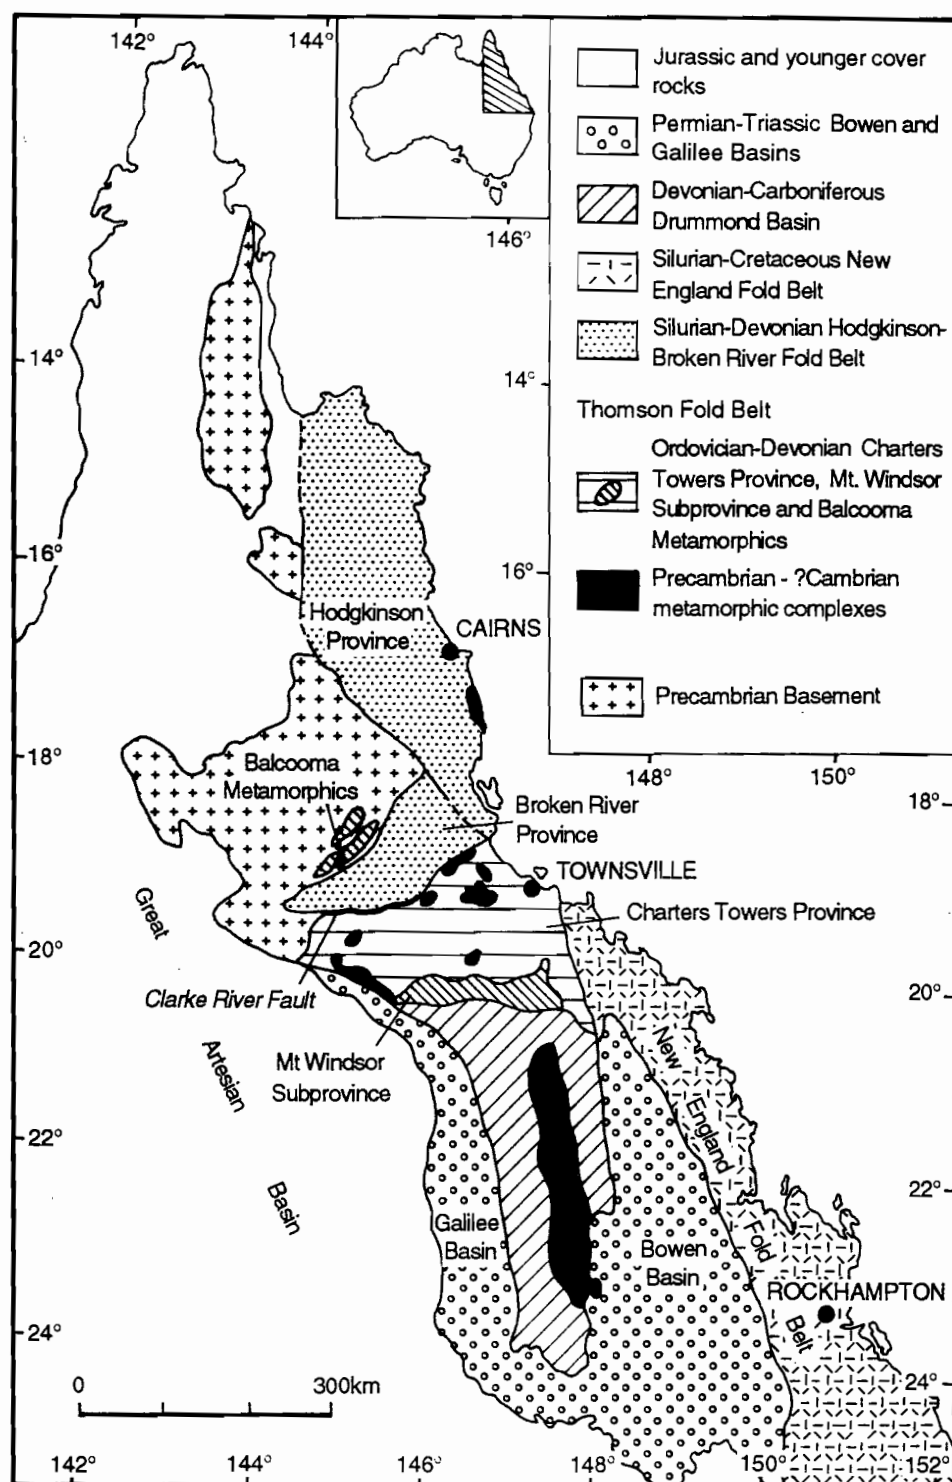 142°
144°
146°
Jurassic and younger cover
rocks
Permian-Triassic Bowen and
Galilee Basins
Devonian-Carboniferous
Drummond Basin
Silurian-Cretaceous New
England Fold Belt
Silurian-Devonian Hodgkinson-
Broken River Fold Belt
Thomson Fold Belt
Ordovician-Devonian Charters
Towers Province, Mt. Windsor
Subprovince and Balcooma
Metamorphics
Precambrian - ?Cambrian
metamorphic complexes
Precambrian Basement
14°
14°
16°
16°
Hodgkinson
Province
CAIRNS
18°
148°
150°
18°
Balcooma
Metamorphics
Broken River
Province
TOWNSVILLE
Great
Charters Towers Province
20°
20°
Clarke River Fault
Artesian
Mt Windsor
Subprovince
New
England
22°
22°
Basin
Galilee
Basin
Bowen
Basin
Fold
ROCKHAMPTON
Belt
24°
24°
0
300km
142°
144°
146°
148°
150°
152°